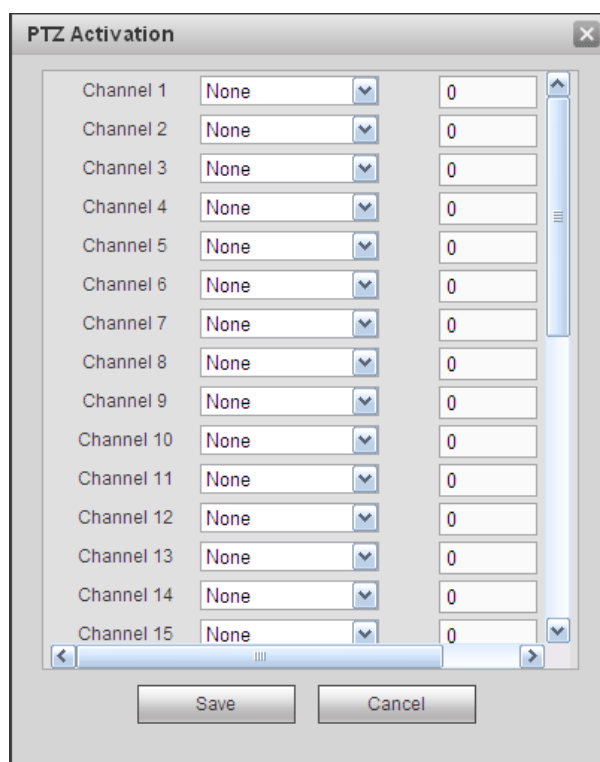 PTZ Activation
Channel 1 None 0
Channel 2 None 0
Channel 3 None 0
Channel 4 None 0
Channel 5 None 0
Channel 6 None 0
Channel 7 None 0
Channel 8 None 0
Channel 9 None 0
Channel 10 None 0
Channel 11 None 0
Channel 12 None 0
Channel 13 None 0
Channel 14 None 0
Channel 15 None 0
Save Cancel